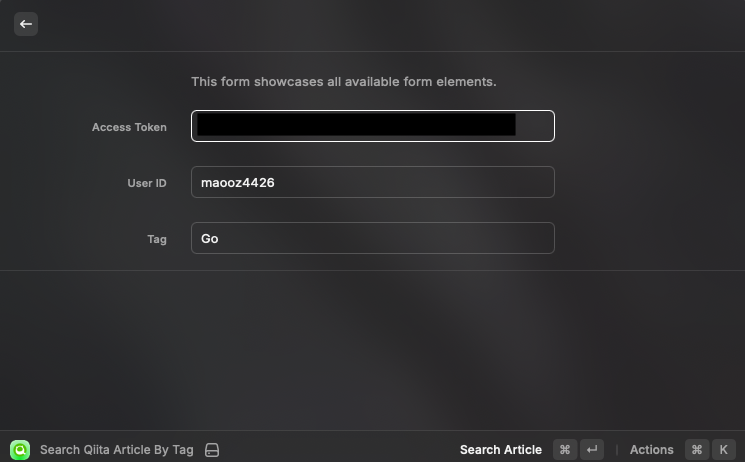 This form showcases all available form elements.
Access Token
User ID
maooz4426
Tag
Go
Search Qiita Article By Tag
Search Article ⌘ ↵
Actions ⌘ K